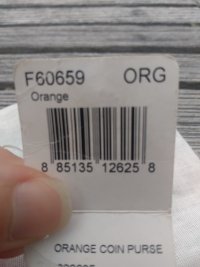 F60659 ORG
Orange
8 85135 12625 8
ORANGE COIN PURSE